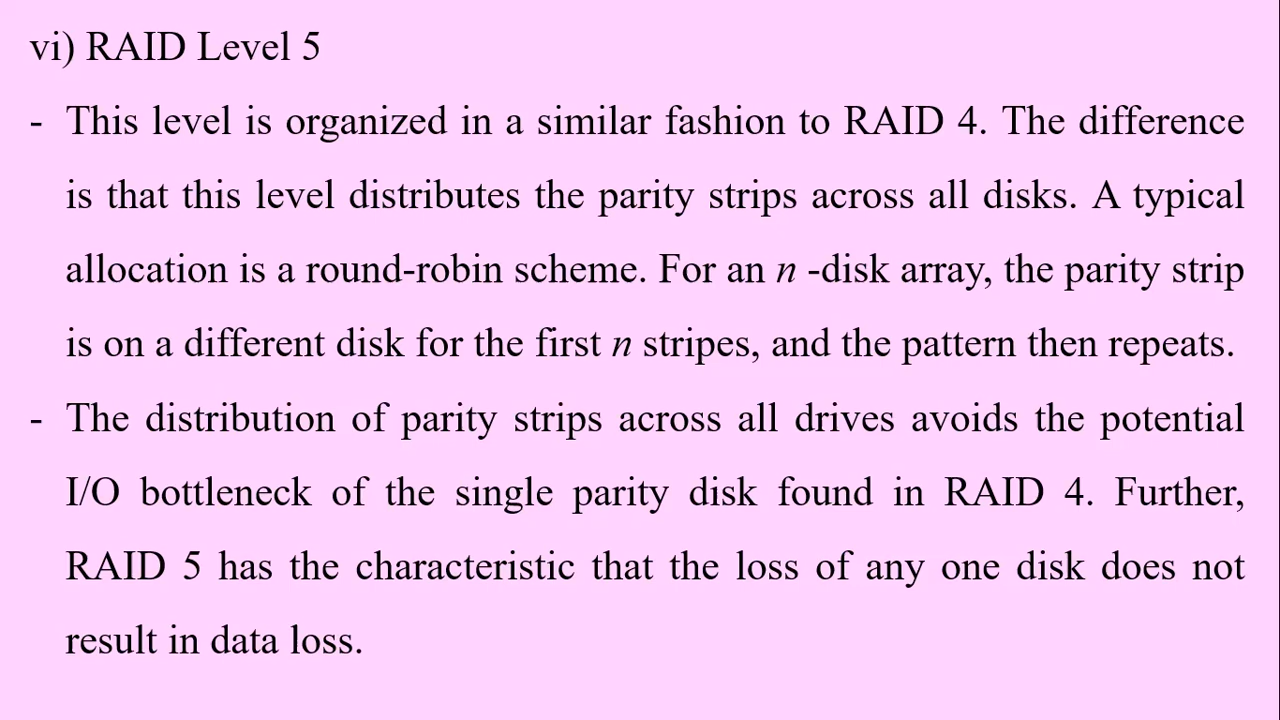 vi) RAID Level 5
- This level is organized in a similar fashion to RAID 4. The difference
is that this level distributes the parity strips across all disks. A typical
allocation is a round-robin scheme. For an n -disk array, the parity strip
is on a different disk for the first n stripes, and the pattern then repeats.
- The distribution of parity strips across all drives avoids the potential
I/O bottleneck of the single parity disk found in RAID 4. Further,
RAID 5 has the characteristic that the loss of any one disk does not
result in data loss.